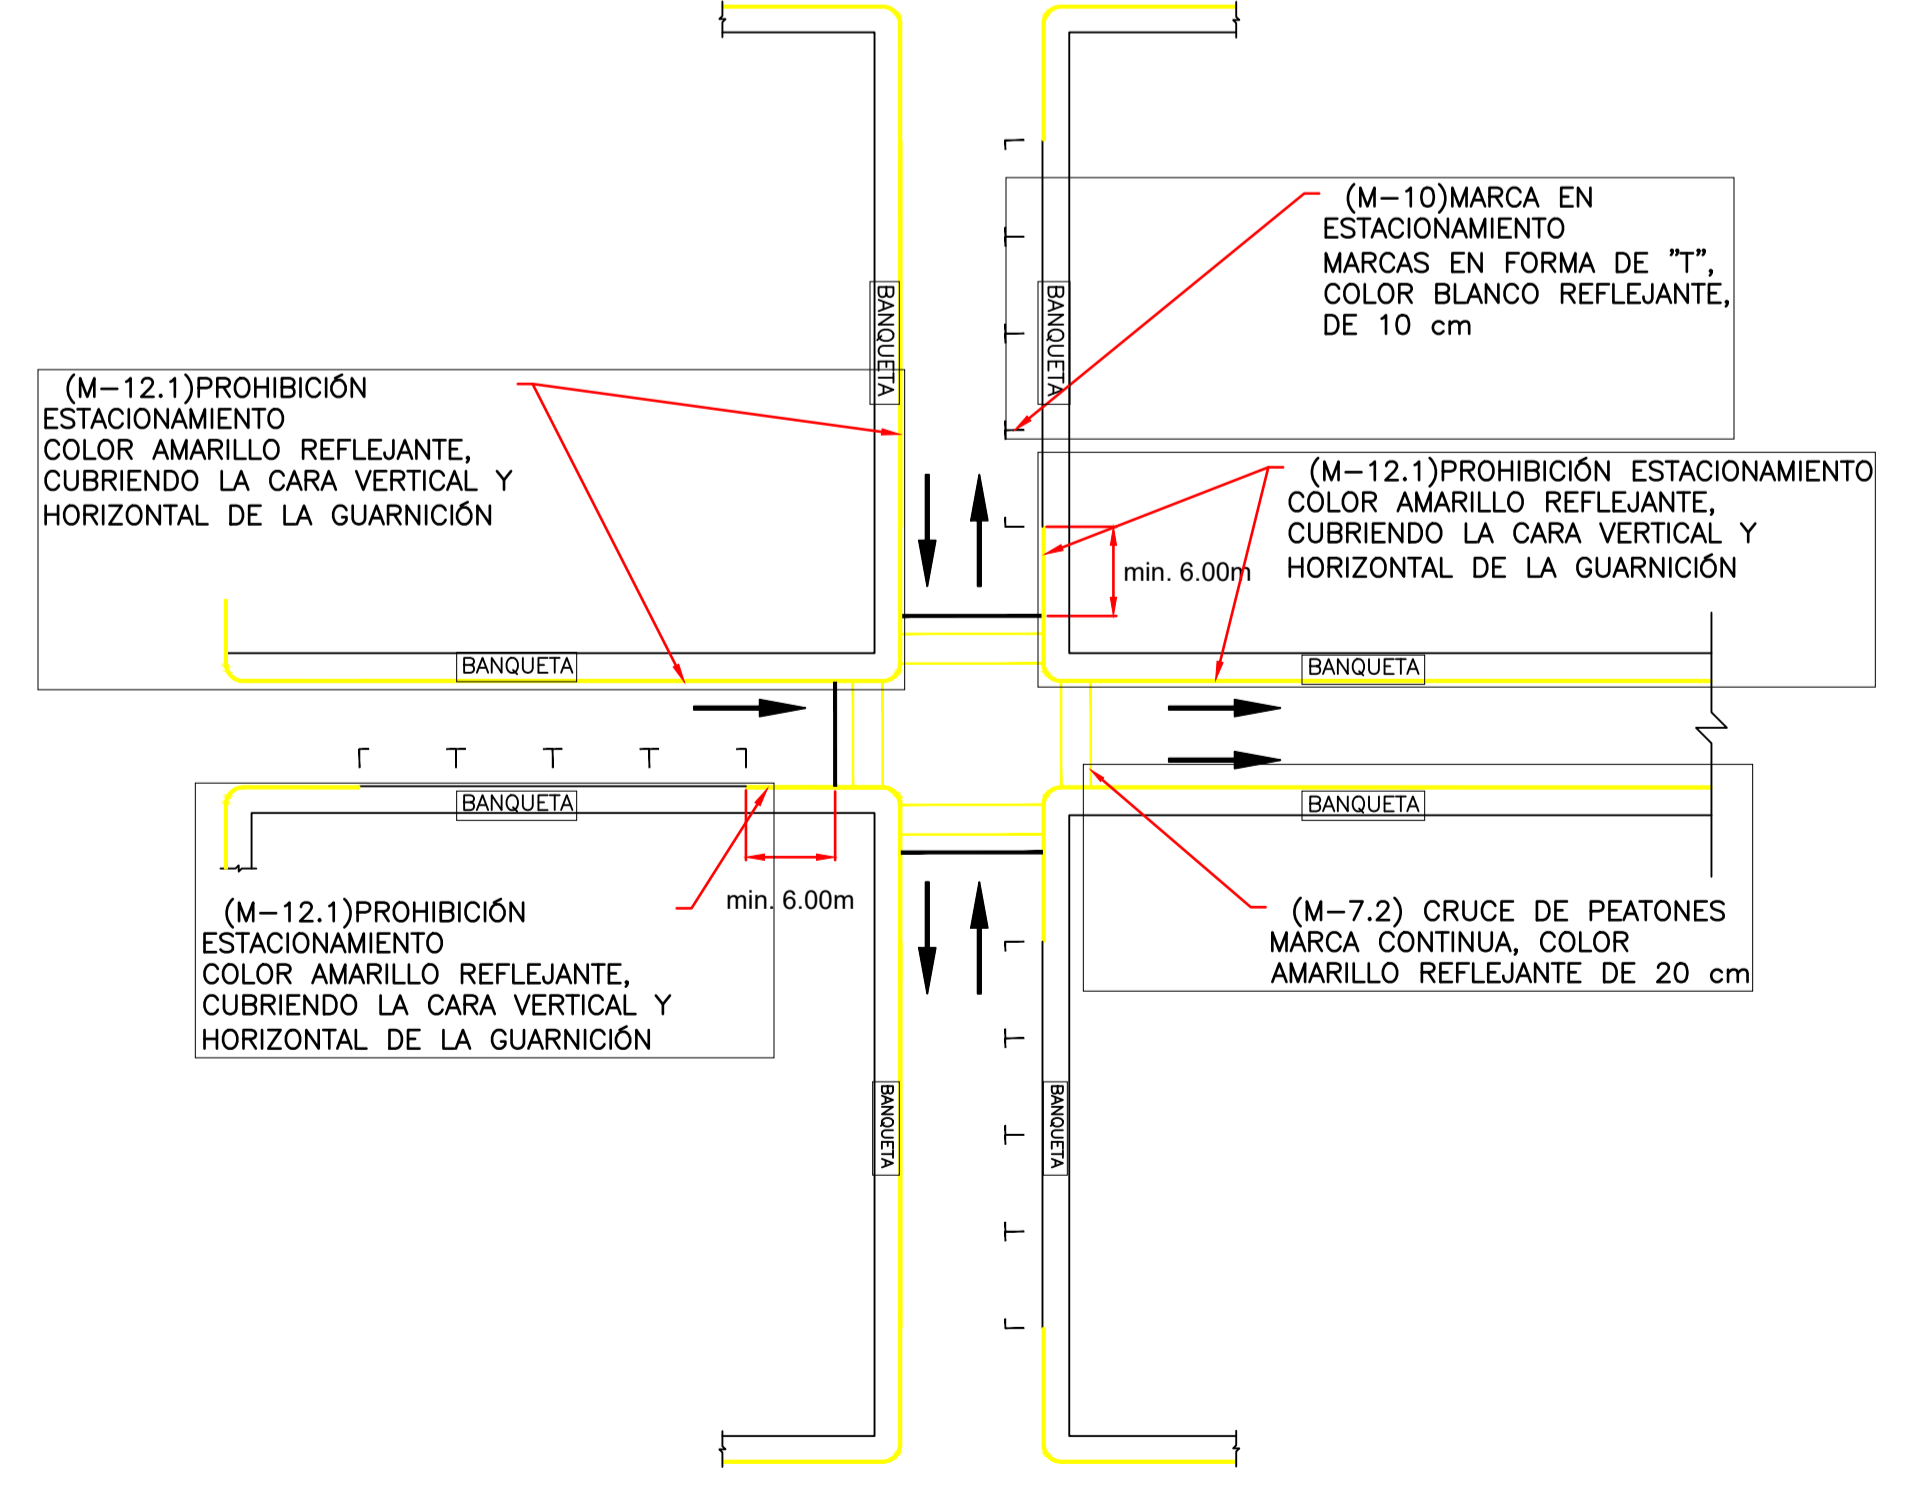 (M-10)MARCA EN
ESTACIONAMIENTO
MARCAS EN FORMA DE "T",
COLOR BLANCO REFLEJANTE,
DE 10 cm
BANQUETA
BANQUETA
(M-12.1)PROHIBICIÓN
ESTACIONAMIENTO
COLOR AMARILLO REFLEJANTE,
CUBRIENDO LA CARA VERTICAL Y
HORIZONTAL DE LA GUARNICIÓN
(M-12.1)PROHIBICIÓN ESTACIONAMIENTO
COLOR AMARILLO REFLEJANTE,
CUBRIENDO LA CARA VERTICAL Y
HORIZONTAL DE LA GUARNICIÓN
min. 6.00m
BANQUETA
BANQUETA
BANQUETA
BANQUETA
min. 6.00m
(M-12.1)PROHIBICIÓN
ESTACIONAMIENTO
COLOR AMARILLO REFLEJANTE,
CUBRIENDO LA CARA VERTICAL Y
HORIZONTAL DE LA GUARNICIÓN
(M-7.2) CRUCE DE PEATONES
MARCA CONTINUA, COLOR
AMARILLO REFLEJANTE DE 20 cm
BANQUETA
BANQUETA